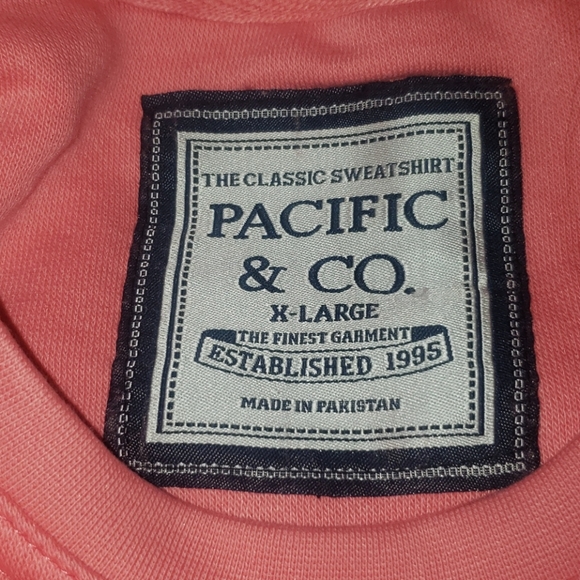 THE CLASSIC SWEATSHIRT
PACIFIC
& CO.
X-LARGE
THE FINEST GARMENT
ESTABLISHED 1995
MADE IN PAKISTAN